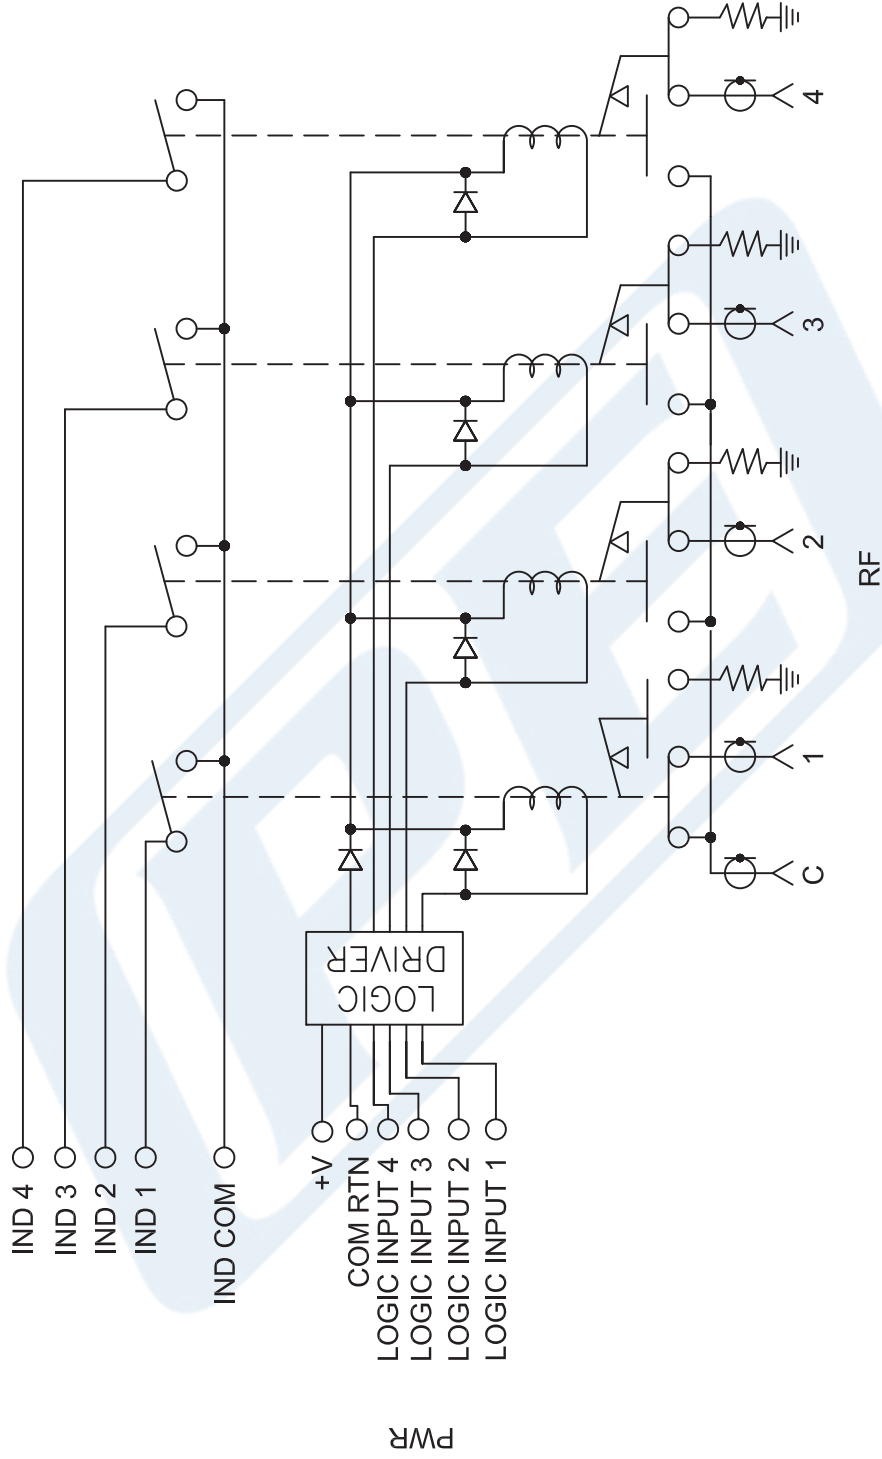 IND 4
IND 3
IND 2
IND 1
IND COM
+V
COM RTN
LOGIC INPUT 4
LOGIC INPUT 3
LOGIC INPUT 2
LOGIC INPUT 1
PWR
LOGIC
DRIVER
C
1
2
3
4
RF
PE